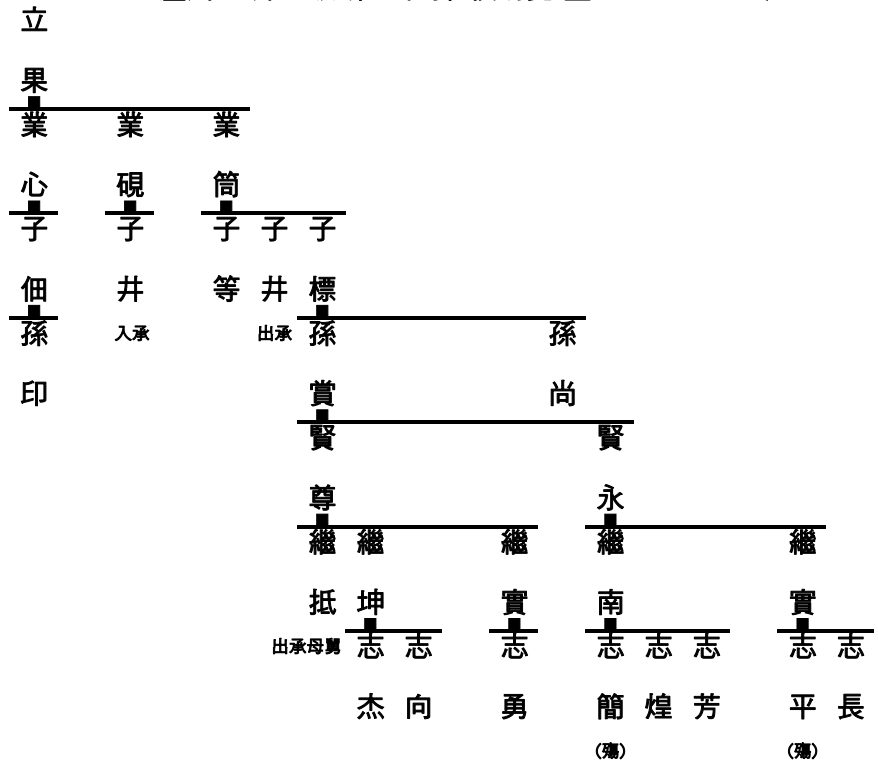 立果
業心 業硯 業筒
子佃 子井 子等 子井 子標
入承 出承
孫印 孫賞 孫尚
賢尊 賢永
繼抵 繼坤 繼實 繼南 繼實
出承母舅
志杰 志向 志勇 志簡 志煌 志芳 志平 志長
(殤) (殤)